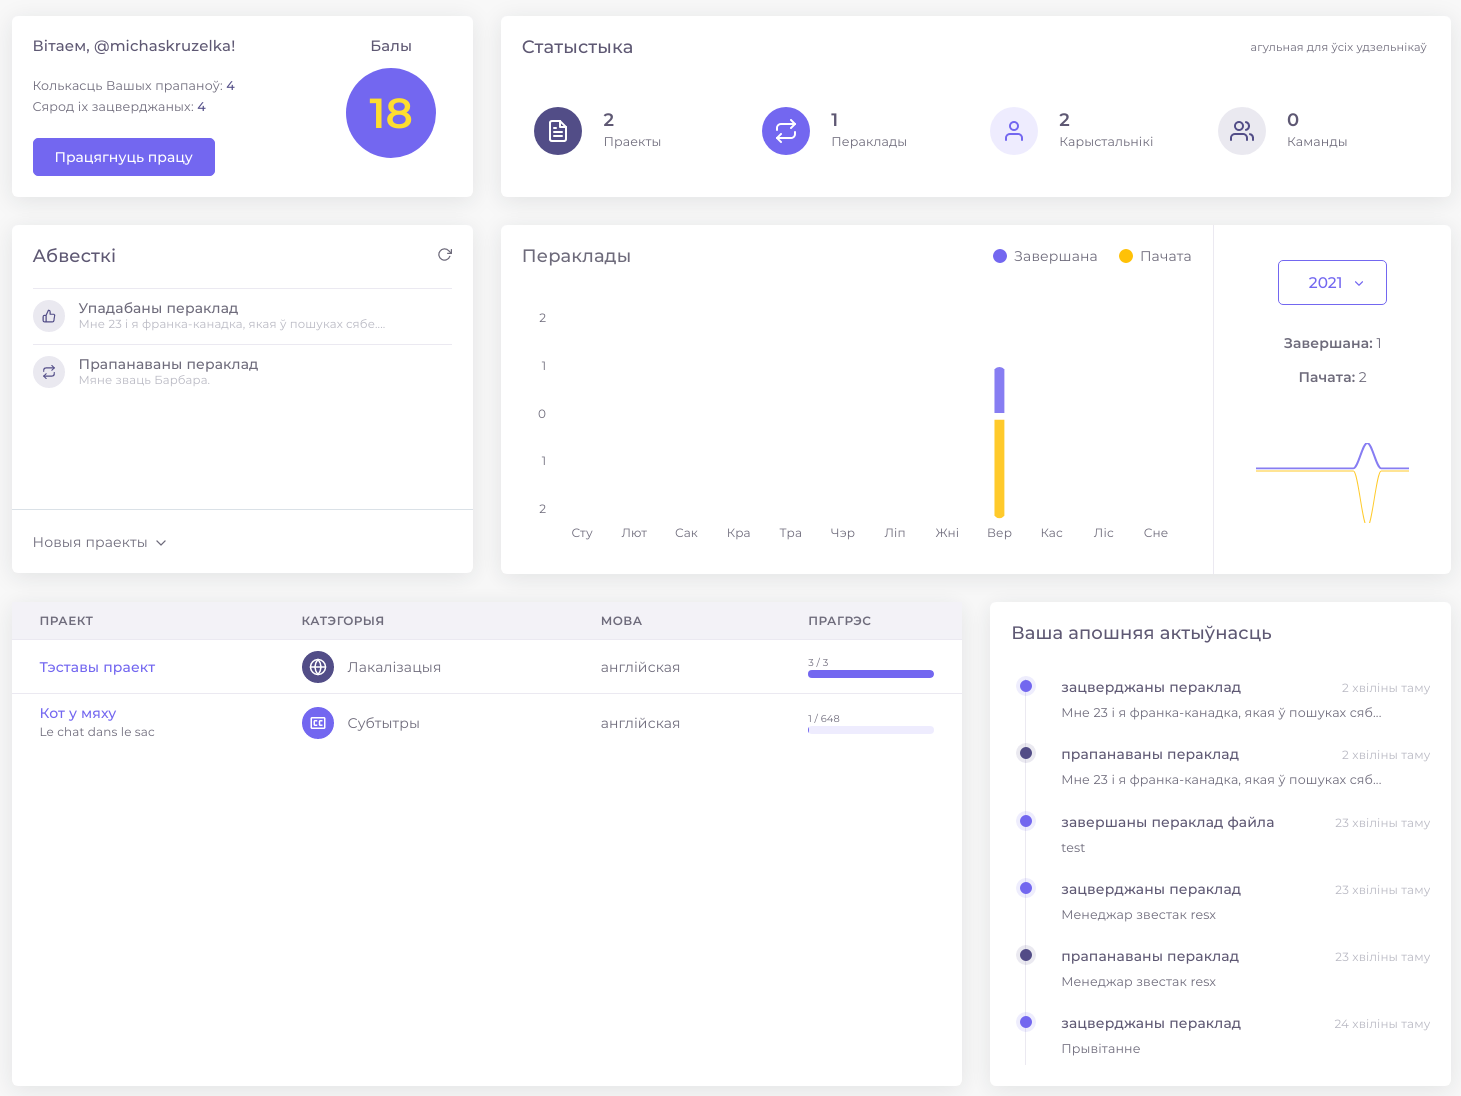 Вітаем, @michaskruzelka!
Колькасць Вашых прапаноў: 4
Сярод іх зацверджаных: 4
Працягнуць працу
Балы
18
Статыстыка
агульная для ўсіх удзельнікаў
2
Праекты
1
Пераклады
2
Карыстальнікі
0
Каманды
Абвесткі
Упадабаны пераклад
Мне 23 і я франка-канадка, якая ў пошуках сябе....
Прапанаваны пераклад
Мяне зваць Барбара.
Новыя праекты
Пераклады
Завершана
Пачата
2
1
0
1
2
Сту Лют Сак Кра Тра Чэр Ліп Жні Вер Кас Ліс Сне
2021
Завершана: 1
Пачата: 2
ПРАЕКТ КАТЭГОРЫЯ МОВА ПРАГРЭС
Тэставы праект Лакалізацыя англійская 3 / 3
Кот у мяху Субтытры англійская 1 / 648
Le chat dans le sac
Ваша апошняя актыўнасць
зацверджаны пераклад 2 хвіліны таму
Мне 23 і я франка-канадка, якая ў пошуках сяб...
прапанаваны пераклад 2 хвіліны таму
Мне 23 і я франка-канадка, якая ў пошуках сяб...
завершаны пераклад файла 23 хвіліны таму
test
зацверджаны пераклад 23 хвіліны таму
Менеджар звестак resx
прапанаваны пераклад 23 хвіліны таму
Менеджар звестак resx
зацверджаны пераклад 24 хвіліны таму
Прывітанне